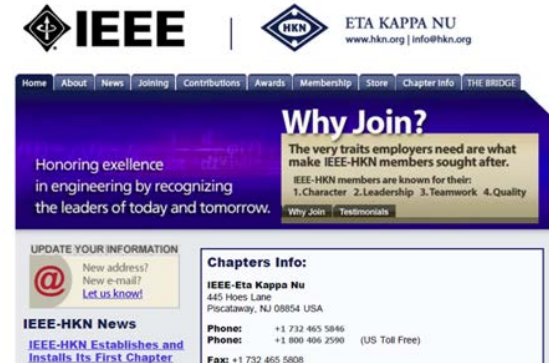 IEEE
HKN
ETA KAPPA NU
www.hkn.org | info@hkn.org
Home About News Joining Contributions Awards Membership Store Chapter Info THE BRIDGE
Why Join?
The very traits employers need are what
make IEEE-HKN members sought after.
IEEE-HKN members are known for their:
1.Character 2.Leadership 3.Teamwork 4.Quality
Why Join Testimonials
Honoring exellence
in engineering by recognizing
the leaders of today and tomorrow.
UPDATE YOUR INFORMATION
@
New address?
New e-mail?
Let us know!
IEEE-HKN News
IEEE-HKN Establishes and
Installs Its First Chapter
Chapters Info:
IEEE-Eta Kappa Nu
445 Hoes Lane
Piscataway, NJ 08854 USA
Phone: +1 732 465 5846
Phone: +1 800 406 2590 (US Toll Free)
Fax: +1 732 465 5808